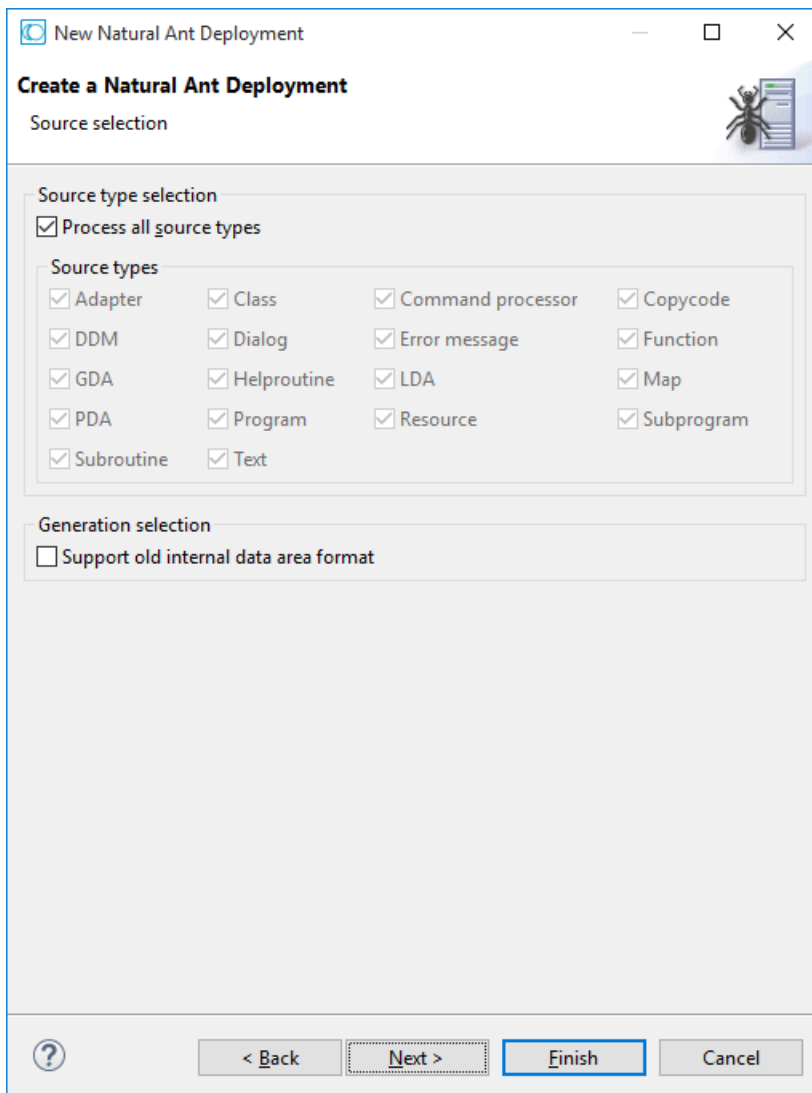 New Natural Ant Deployment
Create a Natural Ant Deployment
Source selection
Source type selection
Process all source types
Source types
Adapter Class Command processor Copycode
DDM Dialog Error message Function
GDA Helproutine LDA Map
PDA Program Resource Subprogram
Subroutine Text
Generation selection
Support old internal data area format
? < Back Next > Finish Cancel